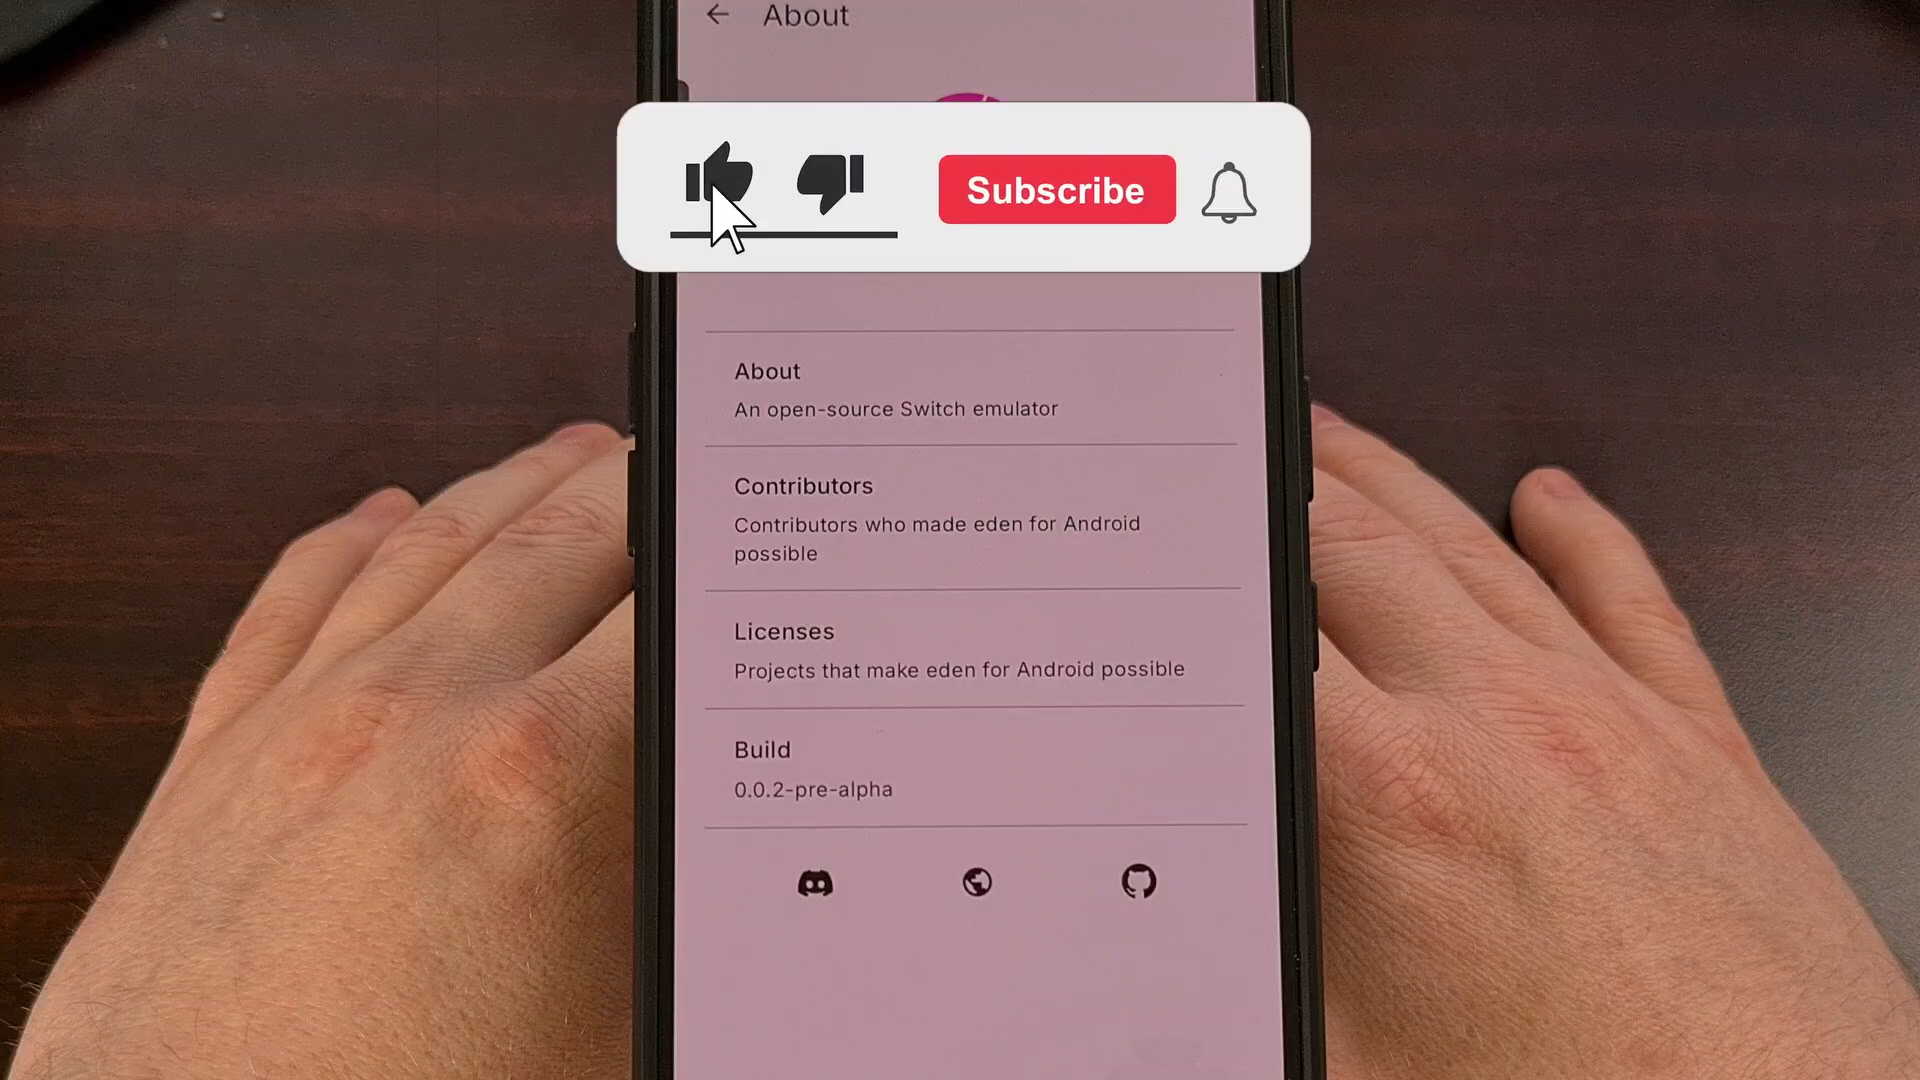 About
Subscribe
About
An open-source Switch emulator
Contributors
Contributors who made eden for Android
possible
Licenses
Projects that make eden for Android possible
Build
0.0.2-pre-alpha